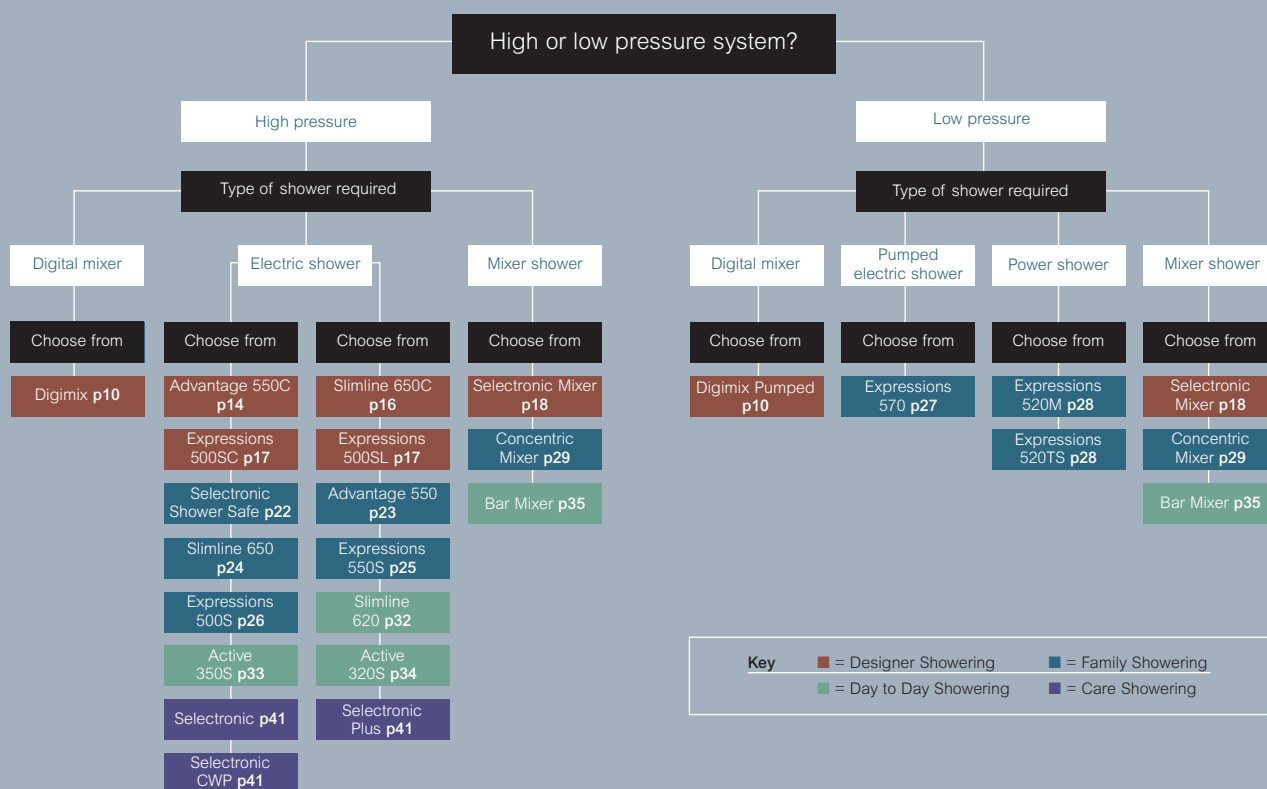 High or low pressure system?
High pressure
Type of shower required
Digital mixer
Electric shower
Mixer shower
Choose from
Digimix p10
Choose from
Advantage 550C
p14
Expressions
500SC p17
Selectronic
Shower Safe p22
Slimline 650
p24
Expressions
500S p26
Active
350S p33
Selectronic p41
Selectronic
CWP p41
Choose from
Slimline 650C
p16
Expressions
500SL p17
Advantage 550
p23
Expressions
550S p25
Slimline
620 p32
Active
320S p34
Selectronic
Plus p41
Choose from
Selectronic Mixer
p18
Concentric
Mixer p29
Bar Mixer p35
Low pressure
Type of shower required
Digital mixer
Pumped
electric shower
Power shower
Mixer shower
Choose from
Digimix Pumped
p10
Choose from
Expressions
570 p27
Choose from
Expressions
520M p28
Expressions
520TS p28
Choose from
Selectronic
Mixer p18
Concentric
Mixer p29
Bar Mixer p35
Key
= Designer Showering
= Family Showering
= Day to Day Showering
= Care Showering